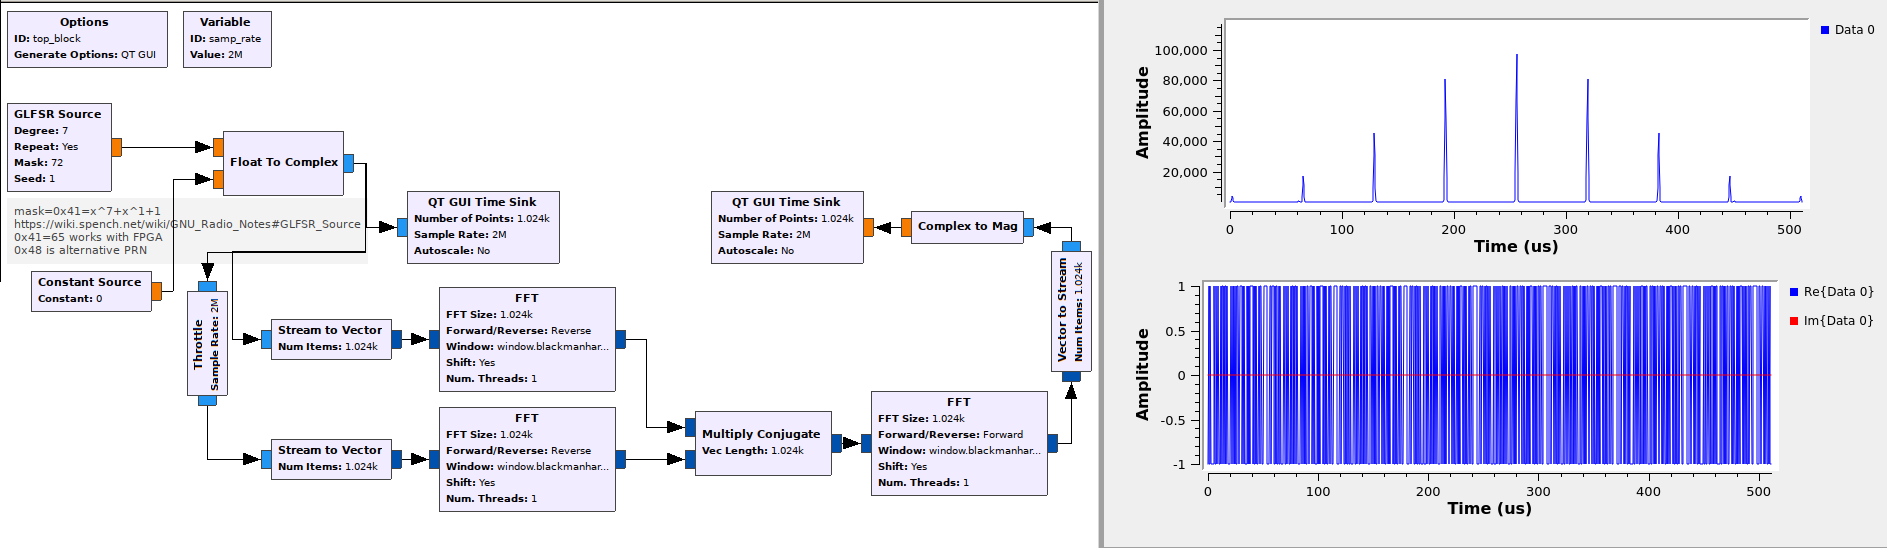 Options
ID: top_block
Generate Options: QT GUI
Variable
ID: samp_rate
Value: 2M
GLFSR Source
Degree: 7
Repeat: Yes
Mask: 72
Seed: 1
Float To Complex
mask=0x41=x^7+x^1+1
https://wiki.spench.net/wiki/GNU_Radio_Notes#GLFSR_Source
0x41=65 works with FPGA
0x48 is alternative PRN
Constant Source
Constant: 0
Throttle
Sample Rate: 2M
QT GUI Time Sink
Number of Points: 1.024k
Sample Rate: 2M
Autoscale: No
QT GUI Time Sink
Number of Points: 1.024k
Sample Rate: 2M
Autoscale: No
Complex to Mag
Vector to Stream
Num Items: 1.024k
Stream to Vector
Num Items: 1.024k
FFT
FFT Size: 1.024k
Forward/Reverse: Reverse
Window: window.blackmanhar...
Shift: Yes
Num. Threads: 1
Stream to Vector
Num Items: 1.024k
FFT
FFT Size: 1.024k
Forward/Reverse: Reverse
Window: window.blackmanhar...
Shift: Yes
Num. Threads: 1
Multiply Conjugate
Vec Length: 1.024k
FFT
FFT Size: 1.024k
Forward/Reverse: Forward
Window: window.blackmanhar...
Shift: Yes
Num. Threads: 1
Amplitude
100,000
80,000
60,000
40,000
20,000
0 100 200 300 400 500
Time (us)
Data 0
Amplitude
1
0.5
0
-0.5
-1
0 100 200 300 400 500
Time (us)
Re{Data 0}
Im{Data 0}